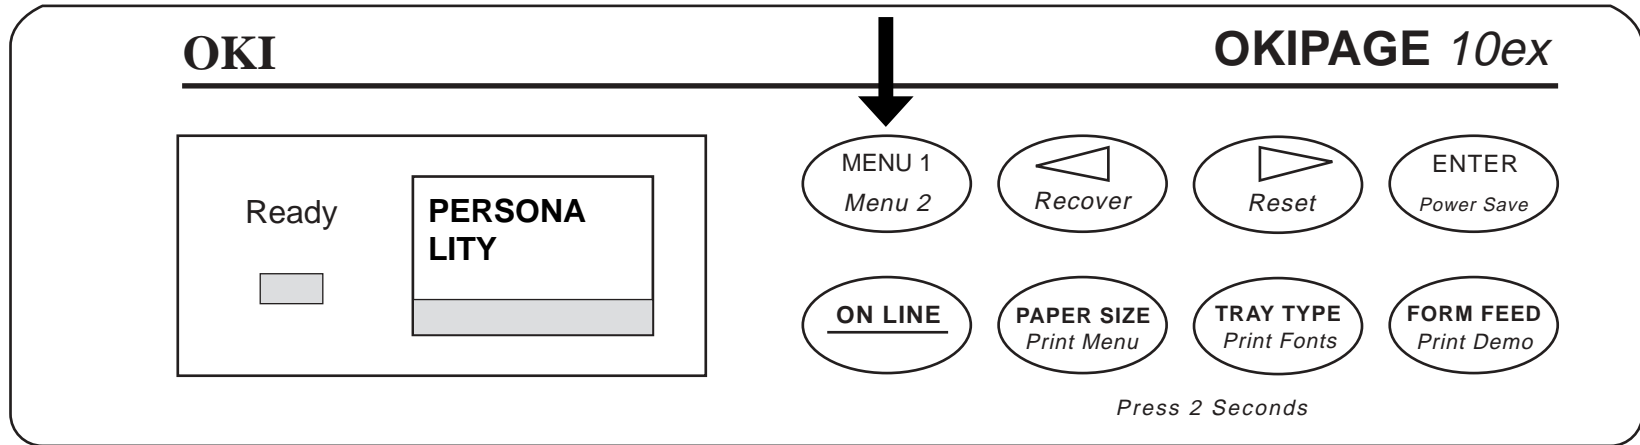 OKI
OKIPAGE 10ex
Ready
PERSONA
LITY
MENU 1
Menu 2
Recover
Reset
ENTER
Power Save
ON LINE
PAPER SIZE
Print Menu
TRAY TYPE
Print Fonts
FORM FEED
Print Demo
Press 2 Seconds